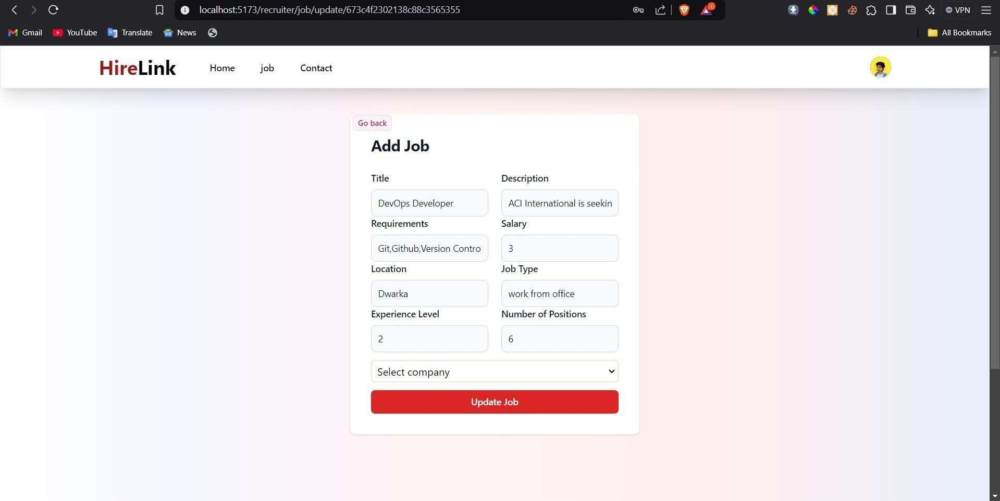 localhost:5173/recruiter/job/update/673c4f2302138c88c3565355
1
VPN
Gmail YouTube Translate News All Bookmarks
HireLink Home job Contact
Go back
Add Job
Title Description
DevOps Developer ACI International is seekin
Requirements Salary
Git,Github,Version Contro 3
Location Job Type
Dwarka work from office
Experience Level Number of Positions
2 6
Select company
Update Job